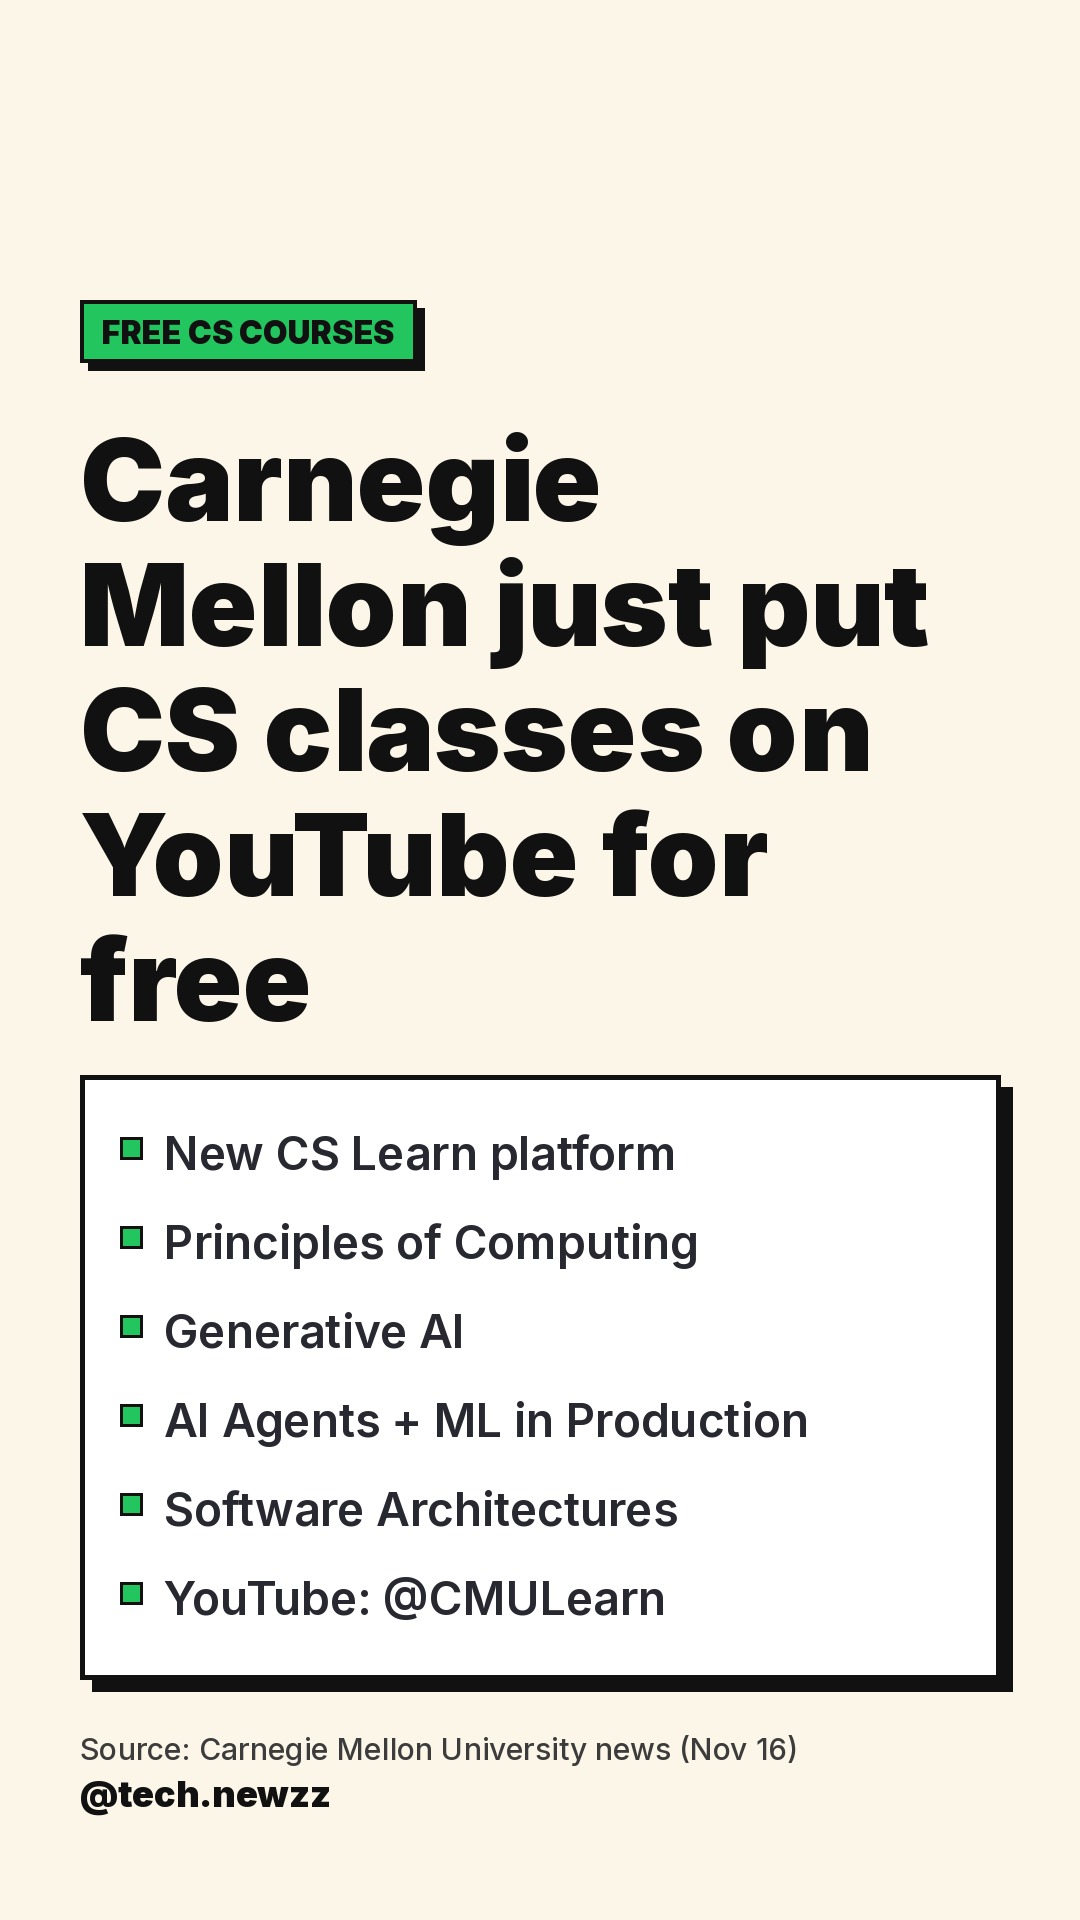 FREE CS COURSES
Carnegie
Mellon just put
CS classes on
YouTube for
free
New CS Learn platform
Principles of Computing
Generative AI
AI Agents + ML in Production
Software Architectures
YouTube: @CMULearn
Source: Carnegie Mellon University news (Nov 16)
@tech.newzz